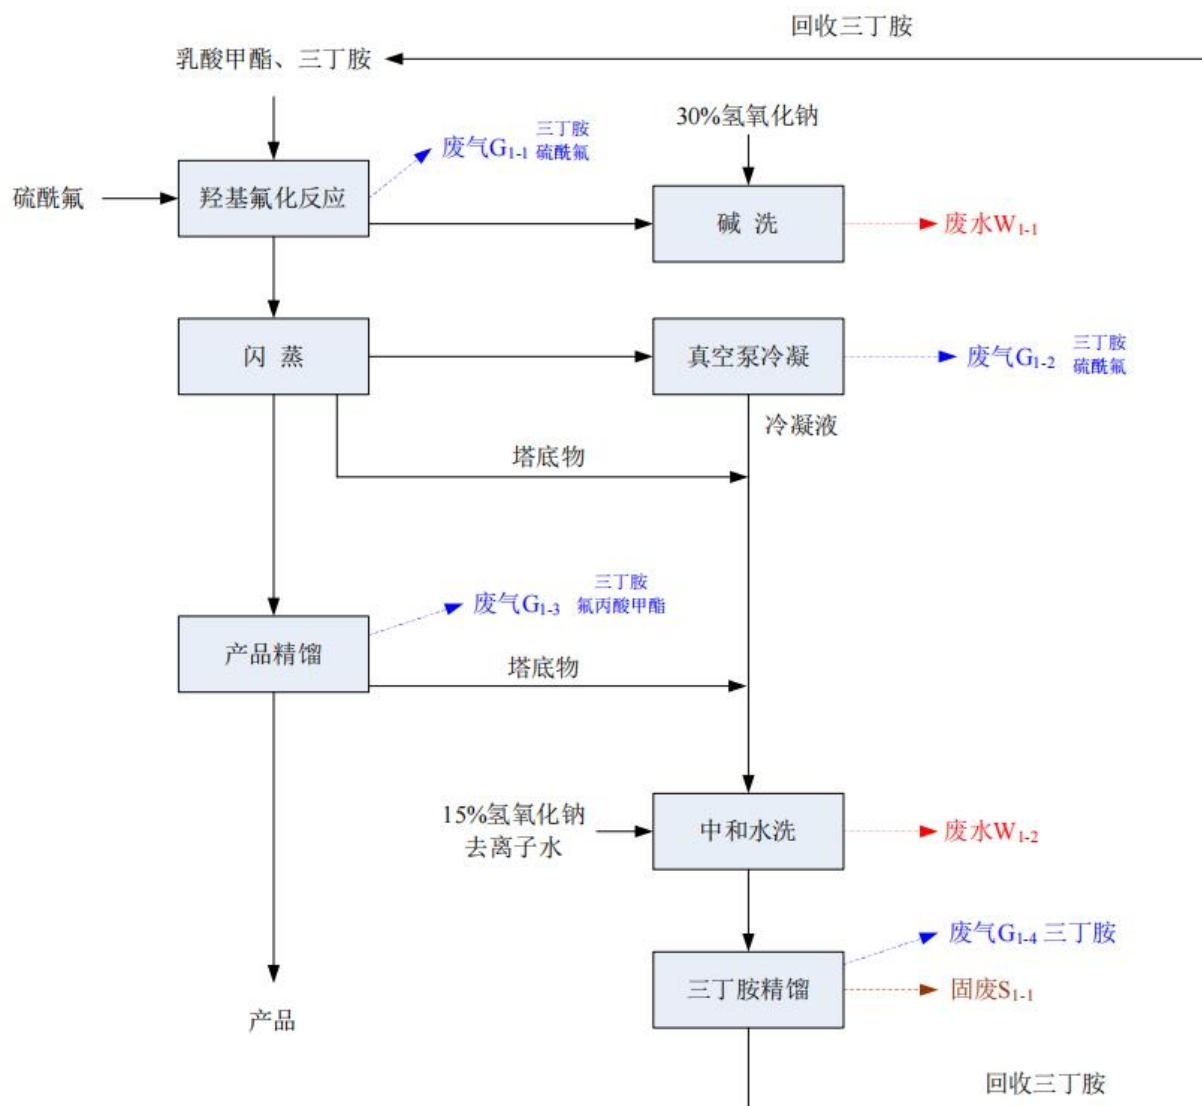 回收三丁胺
乳酸甲酯、三丁胺
30%氢氧化钠
废气G1-1 三丁胺
硫酰氟
硫酰氟
羟基氟化反应
碱 洗
废水W1-1
闪 蒸
真空泵冷凝
废气G1-2 三丁胺
硫酰氟
冷凝液
塔底物
废气G1-3 三丁胺
氟丙酸甲酯
产品精馏
塔底物
15%氢氧化钠
去离子水
中和水洗
废水W1-2
废气G1-4 三丁胺
三丁胺精馏
固废S1-1
产品
回收三丁胺